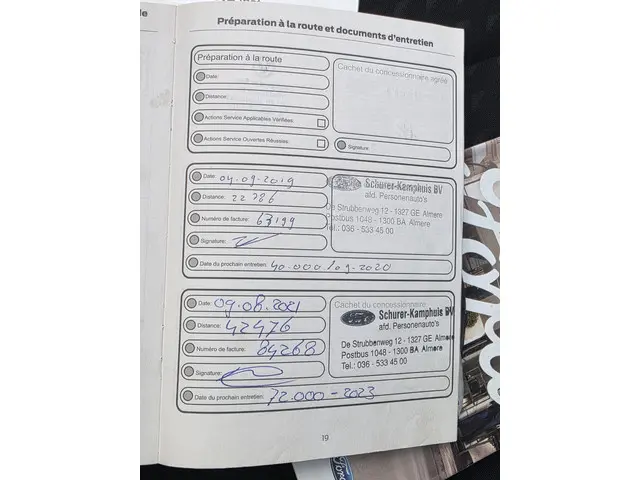 Préparation à la route et documents d'entretien
Préparation à la route
Cachet du concessionnaire agréé
Date:
Distance:
Actions Service Applicables Vérifiées:
Actions Service Ouvertes Réussies:
Signature
Date: 04.09.2019
Distance: 22786
Numéro de facture: 63199
Signature:
Date du prochain entretien: 40.000/09-2020
Schurer-Kamphuis BV
afd. Personenauto's
De Strubbenweg 12 - 1327 GE Almere
Postbus 1048 - 1300 BA Almere
Tel.: 036 - 533 45 00
Date: 09.08.2021
Distance: 42476
Numéro de facture: 84268
Signature:
Date du prochain entretien: 72.000-2023
Cachet du concessionnaire
Ford
Schurer-Kamphuis BV
afd. Personenauto's
De Strubbenweg 12 - 1327 GE Almere
Postbus 1048 - 1300 BA Almere
Tel.: 036 - 533 45 00
19
Ford